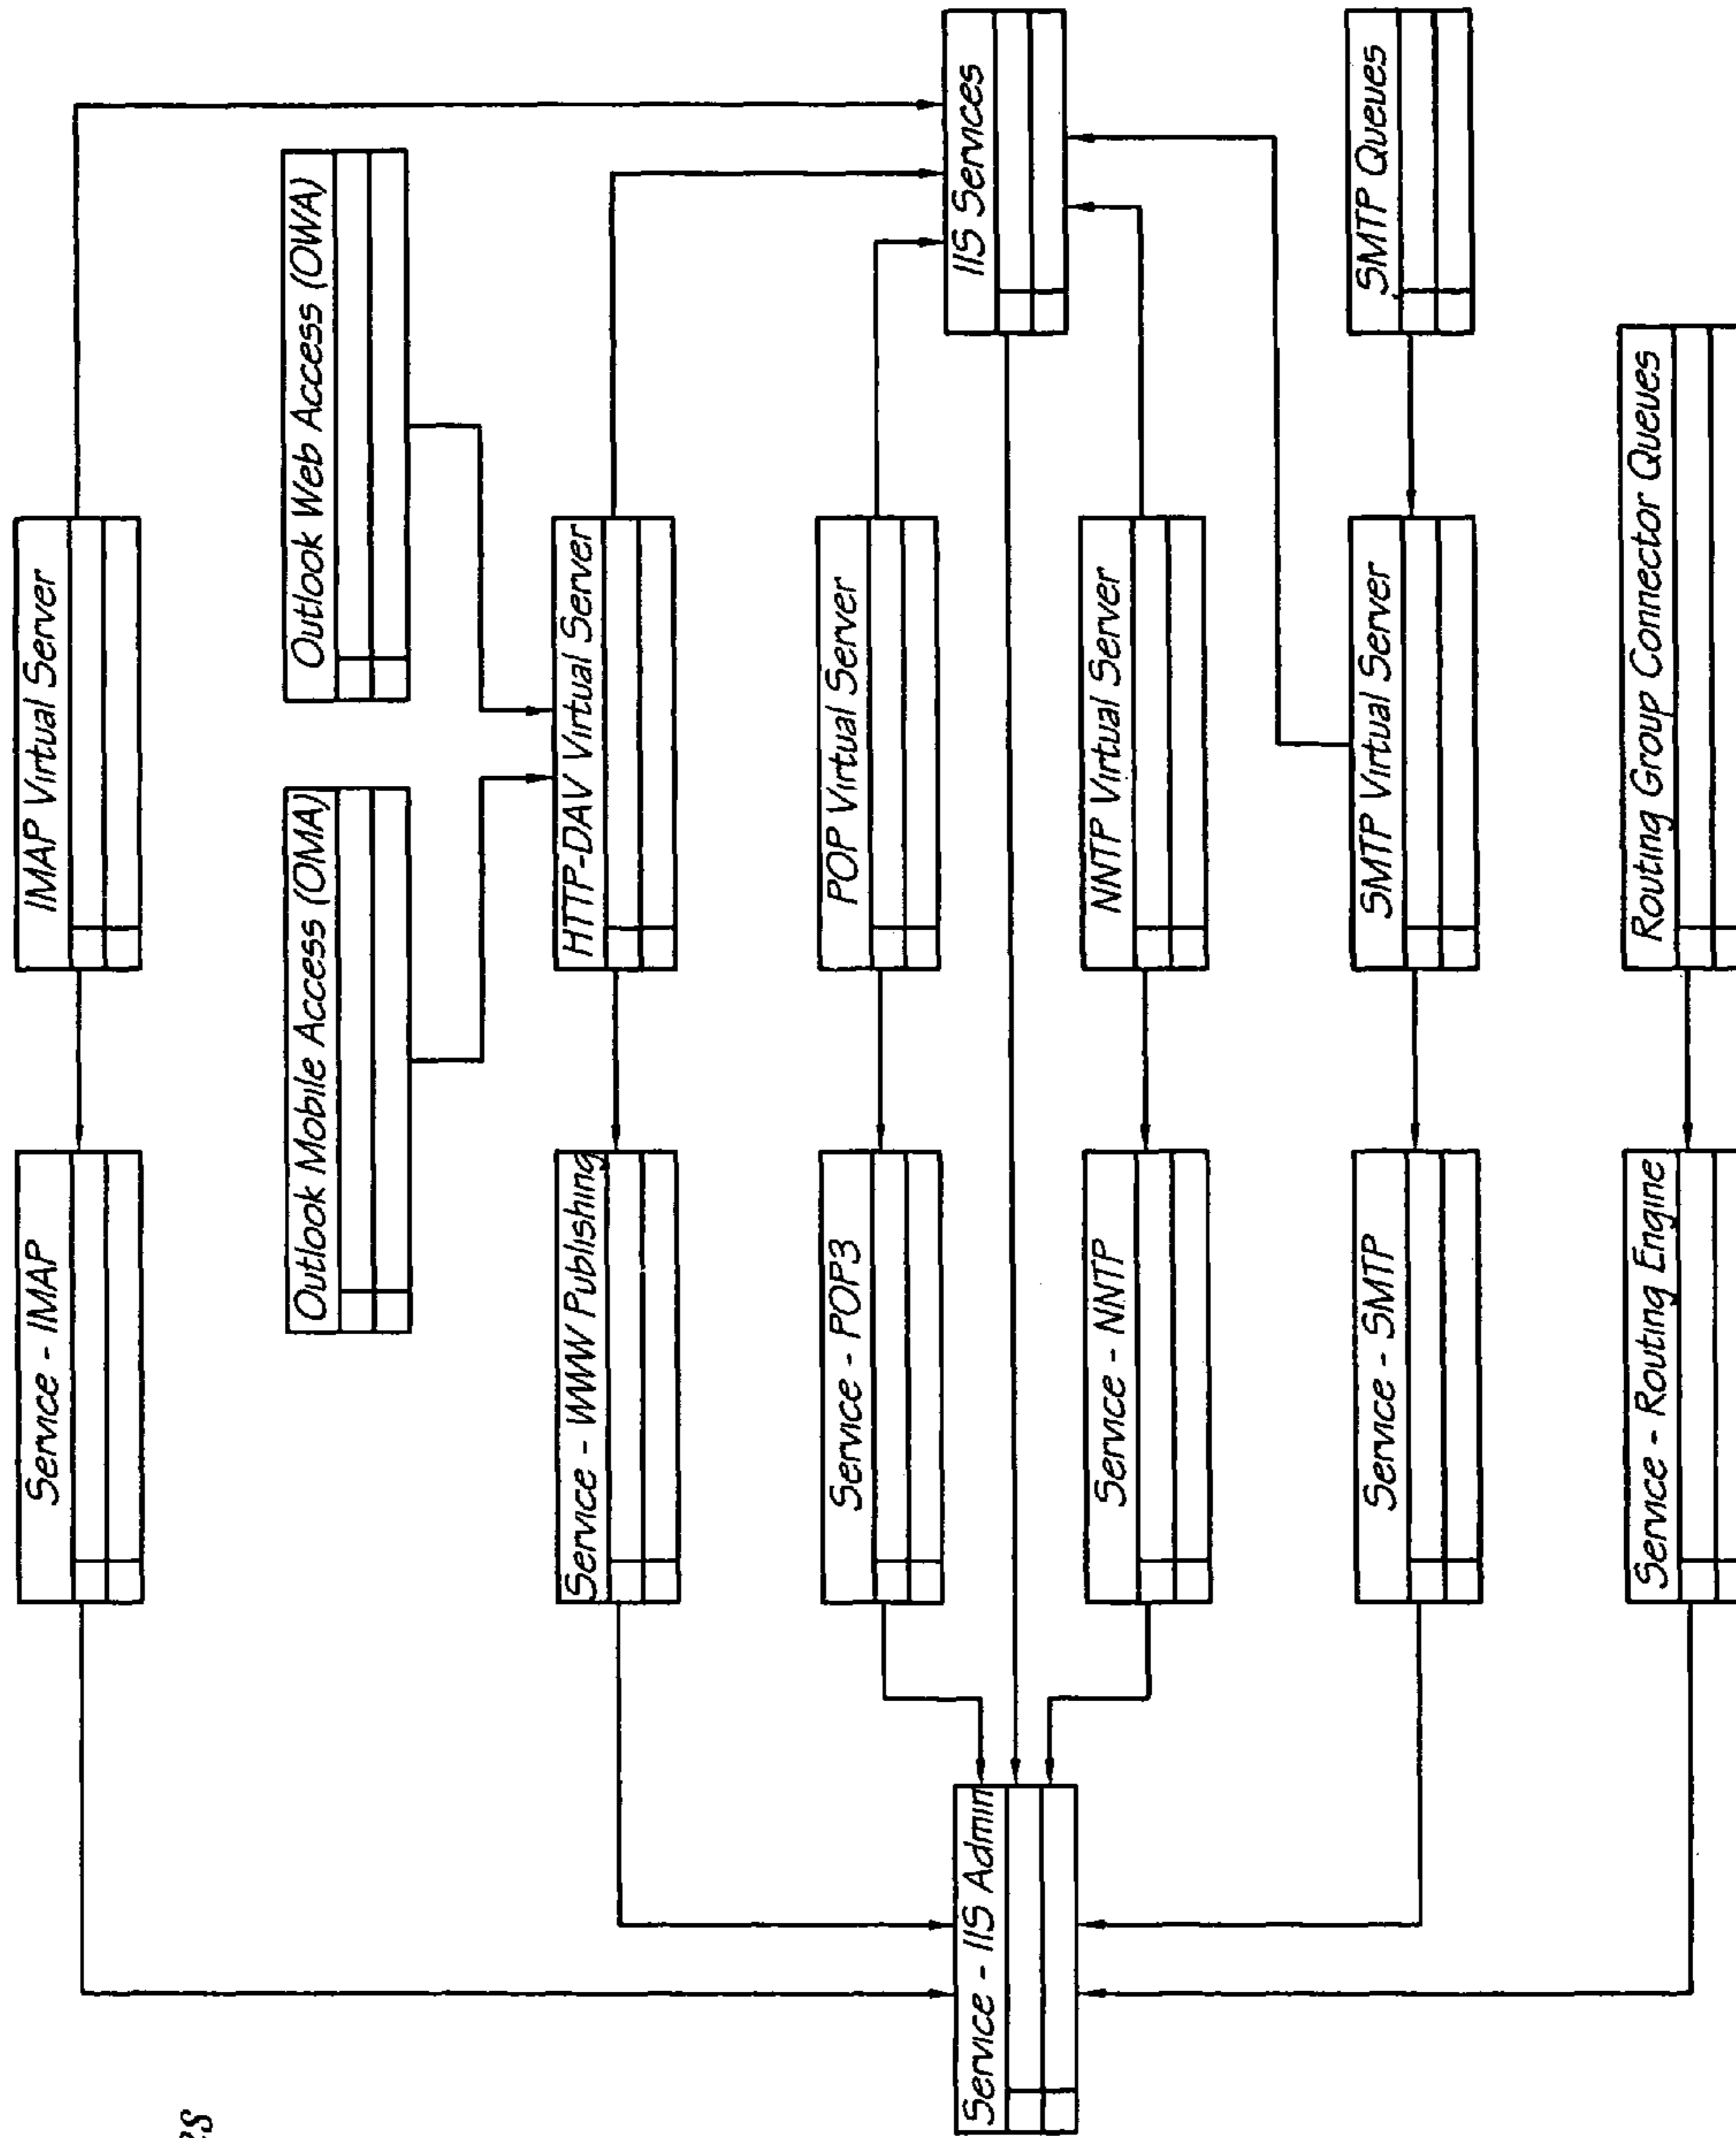 IMAP Virtual Server
Service - IMAP
Outlook Web Access (OWA)
Outlook Mobile Access (OMA)
HTTP-DAV Virtual Server
Service - WWW Publishing
POP Virtual Server
Service - POP3
IIS Services
Service - IIS Admin
NNTP Virtual Server
Service - NNTP
SMTP Queues
SMTP Virtual Server
Service - SMTP
Routing Group Connector Queues
Service - Routing Engine